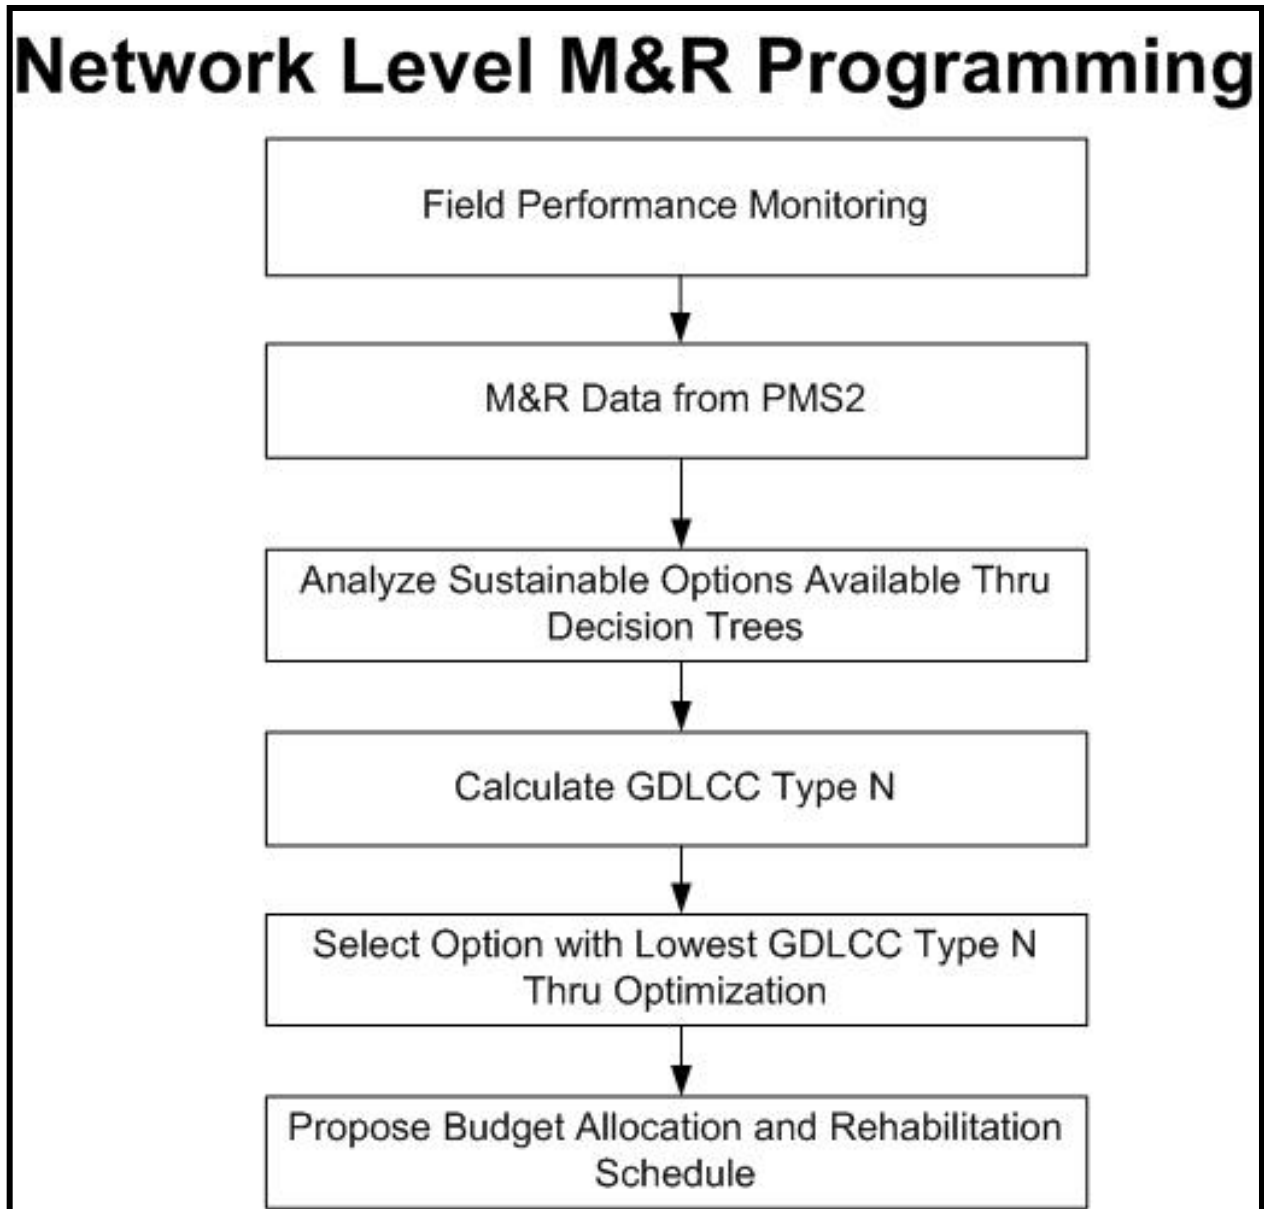 Network Level M&R Programming
Field Performance Monitoring
M&R Data from PMS2
Analyze Sustainable Options Available Thru
Decision Trees
Calculate GDLCC Type N
Select Option with Lowest GDLCC Type N
Thru Optimization
Propose Budget Allocation and Rehabilitation
Schedule